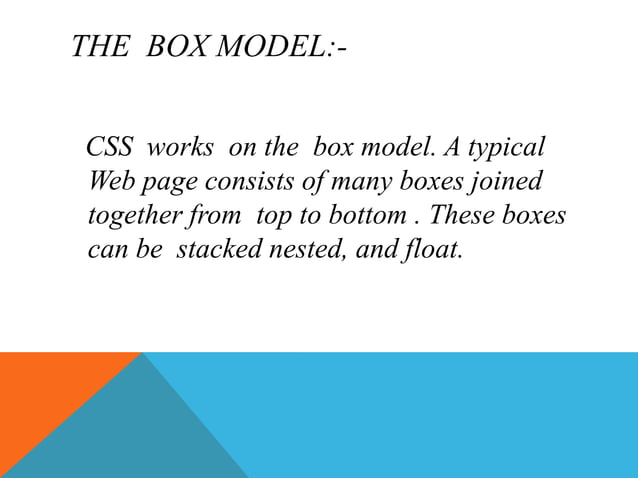 THE BOX MODEL:-
CSS works on the box model. A typical
Web page consists of many boxes joined
together from top to bottom . These boxes
can be stacked nested, and float.